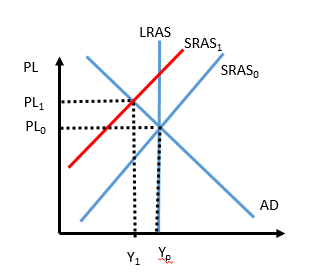 LRAS
SRAS₁
PL
SRAS₀
PL₁
PL₀
AD
Y₁
Yₚ